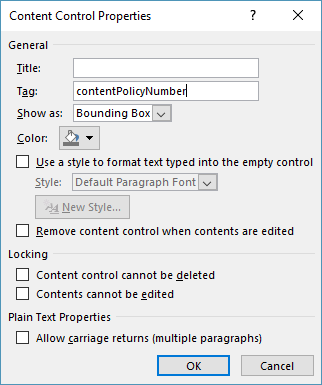 Content Control Properties ? ×
General
Title:
Tag: contentPolicyNumber
Show as: Bounding Box
Color:
Use a style to format text typed into the empty control
Style: Default Paragraph Font
New Style...
Remove content control when contents are edited
Locking
Content control cannot be deleted
Contents cannot be edited
Plain Text Properties
Allow carriage returns (multiple paragraphs)
OK Cancel